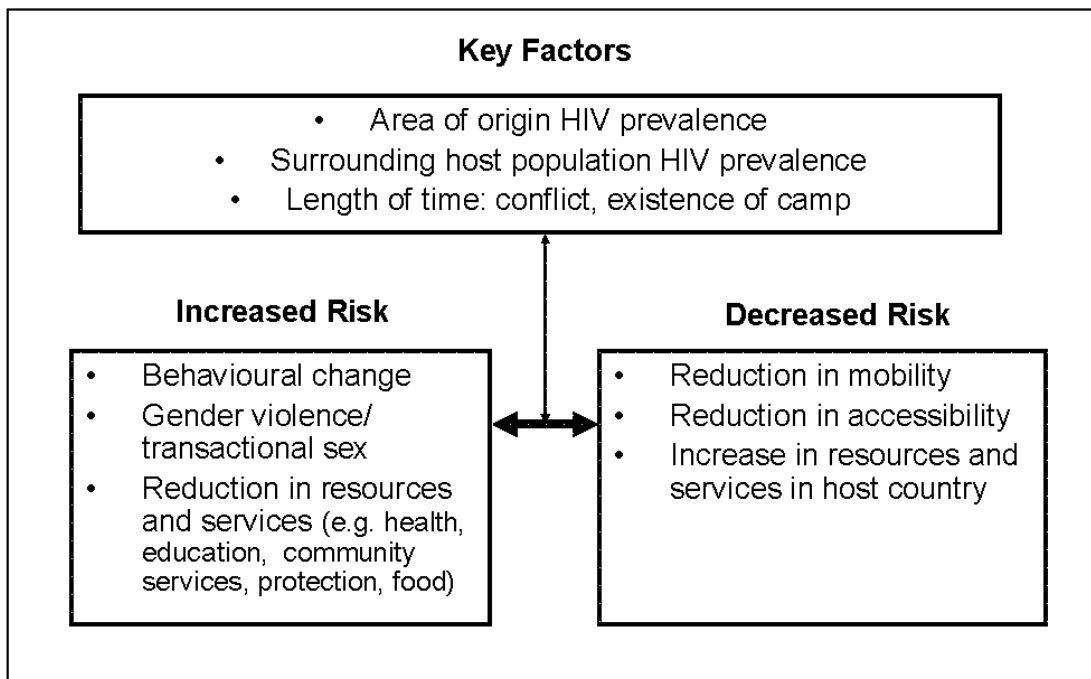 Key Factors
• Area of origin HIV prevalence
• Surrounding host population HIV prevalence
• Length of time: conflict, existence of camp
Increased Risk
• Behavioural change
• Gender violence/
transactional sex
• Reduction in resources
and services (e.g. health,
education, community
services, protection, food)
Decreased Risk
• Reduction in mobility
• Reduction in accessibility
• Increase in resources and
services in host country